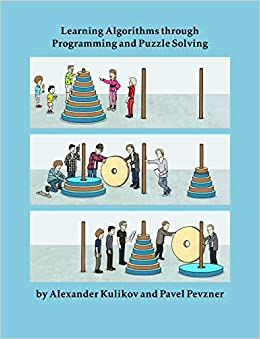 Learning Algorithms through
Programming and Puzzle Solving
by Alexander Kulikov and Pavel Pevzner